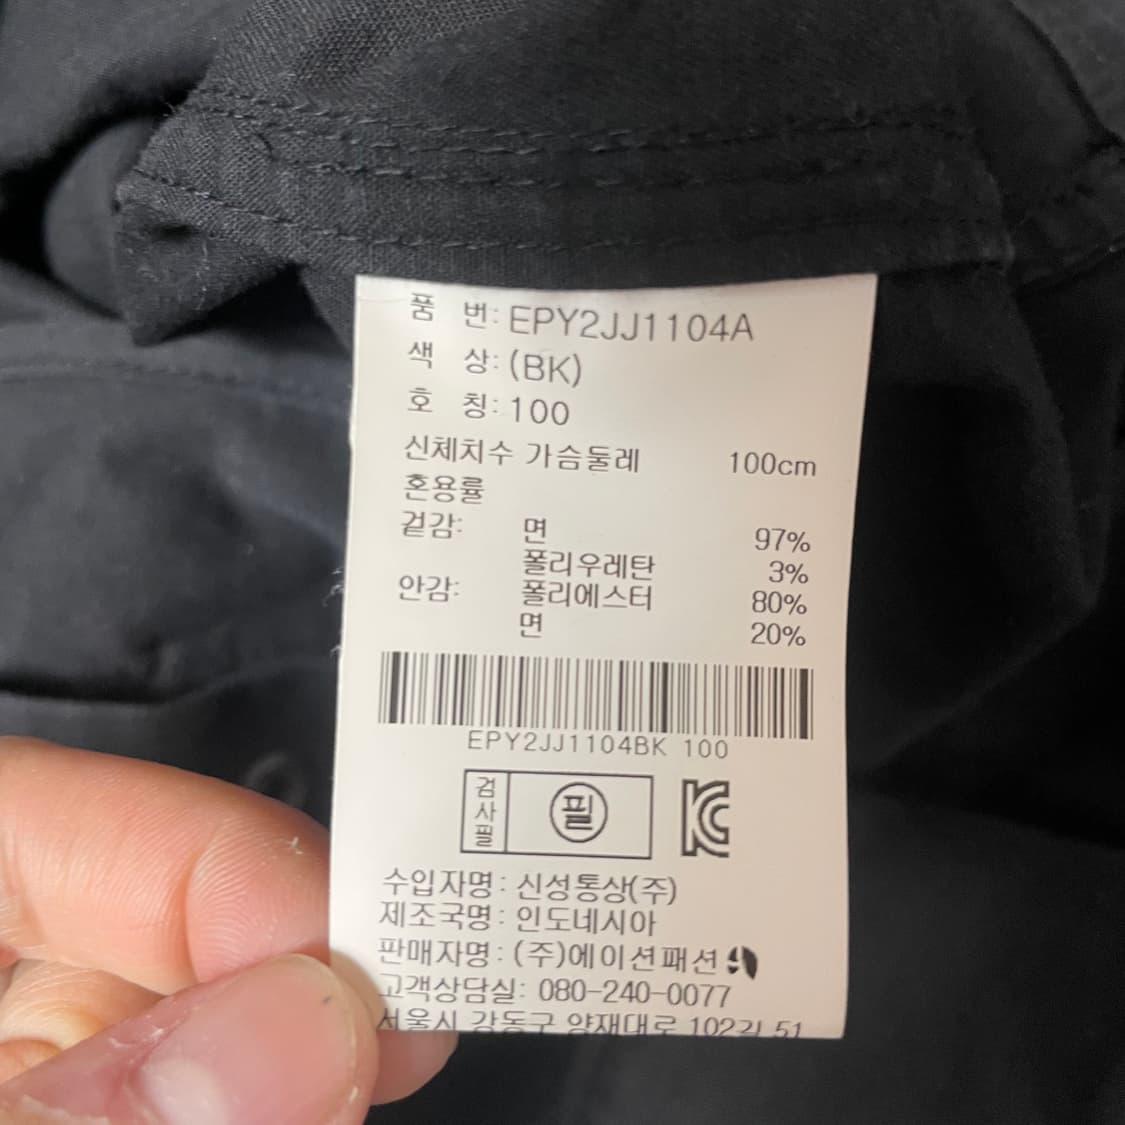 품 번: EPY2JJ1104A
색 상: (BK)
호 칭: 100
신체치수 가슴둘레 100cm
혼용률
겉감: 면 97%
폴리우레탄 3%
안감: 폴리에스터 80%
면 20%
EPY2JJ1104BK 100
검사필 필 KC
수입자명: 신성통상(주)
제조국명: 인도네시아
판매자명: (주)에이션패션
고객상담실: 080-240-0077
서울시 강동구 양재대로 102길 51